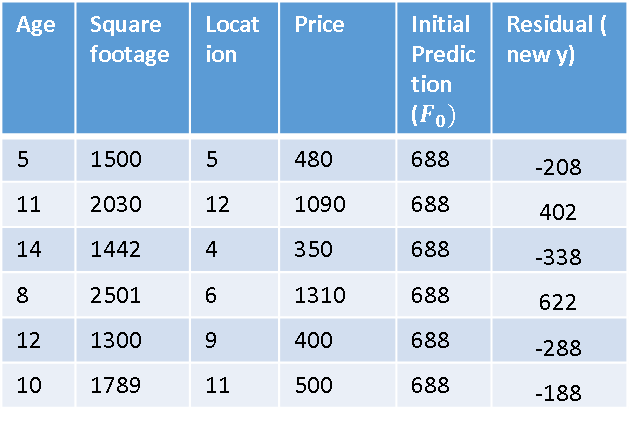 Age Square footage Locat ion Price Initial Predic tion (F₀) Residual ( new y)
5 1500 5 480 688 -208
11 2030 12 1090 688 402
14 1442 4 350 688 -338
8 2501 6 1310 688 622
12 1300 9 400 688 -288
10 1789 11 500 688 -188